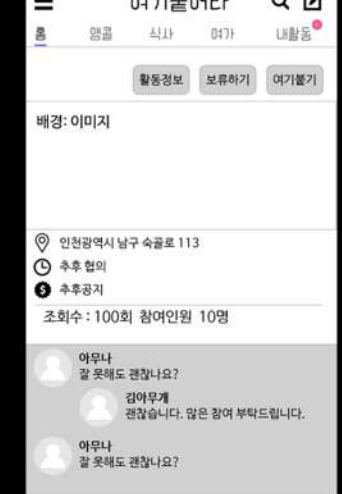 여기붙어라
홈 맹콜 식사 여가 내활동
활동정보 보류하기 여기붙기
배경: 이미지
인천광역시 남구 숙골로 113
추후 협의
추후공지
조회수 : 100회 참여인원 10명
아무나
잘 못해도 괜찮나요?
김아무개
괜찮습니다. 많은 참여 부탁드립니다.
아무나
잘 못해도 괜찮나요?